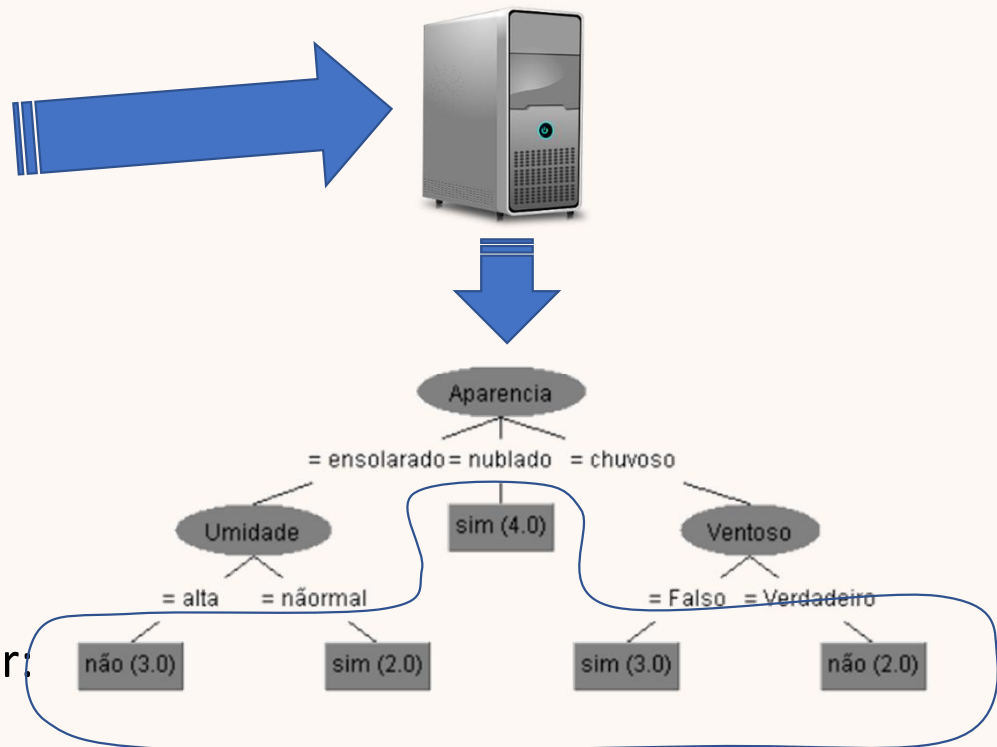 Aparencia
= ensolarado = nublado = chuvoso
Umidade sim (4.0) Ventoso
= alta = nãormal = Falso = Verdadeiro
r: não (3.0) sim (2.0) sim (3.0) não (2.0)